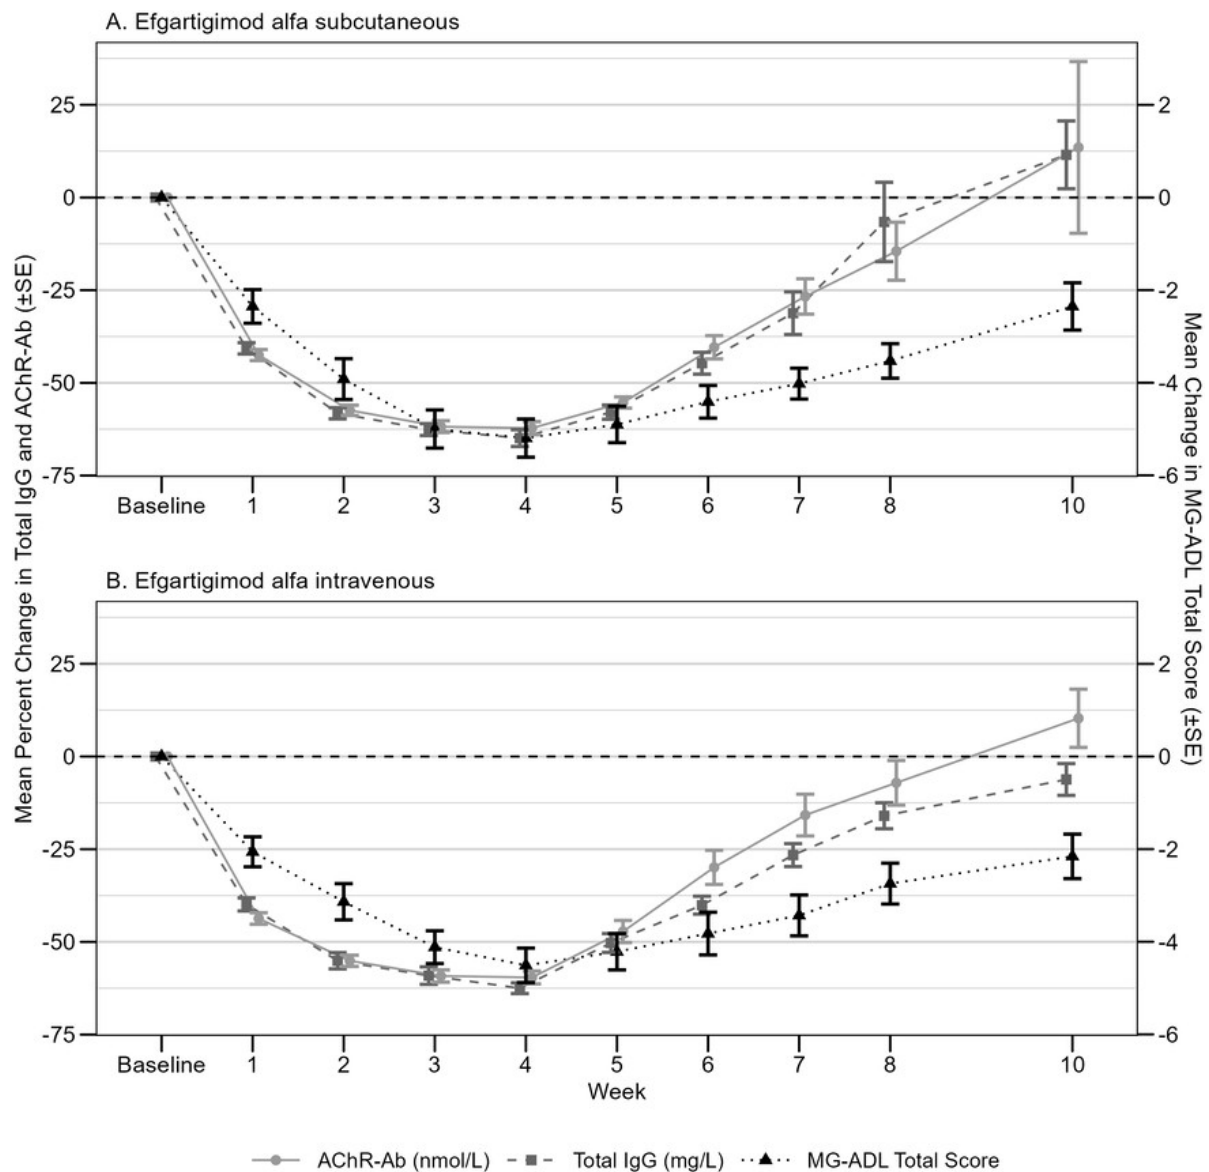 A. Efgartigimod alfa subcutaneous
Mean Percent Change in Total IgG and AChR-Ab (±SE)
25
0
-25
-50
-75
2
0
-2
-4
-6
Mean Change in MG-ADL Total Score (±SE)
Baseline 1 2 3 4 5 6 7 8 10
B. Efgartigimod alfa intravenous
25
0
-25
-50
-75
2
0
-2
-4
-6
Baseline 1 2 3 4 5 6 7 8 10
Week
AChR-Ab (nmol/L) Total IgG (mg/L) MG-ADL Total Score